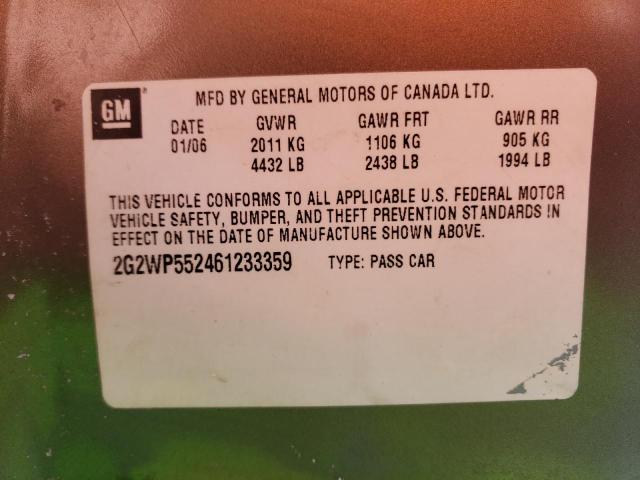 GM
MFD BY GENERAL MOTORS OF CANADA LTD.
DATE GVWR GAWR FRT GAWR RR
01/06 2011 KG 1106 KG 905 KG
4432 LB 2438 LB 1994 LB
THIS VEHICLE CONFORMS TO ALL APPLICABLE U.S. FEDERAL MOTOR
VEHICLE SAFETY, BUMPER, AND THEFT PREVENTION STANDARDS IN
EFFECT ON THE DATE OF MANUFACTURE SHOWN ABOVE.
2G2WP552461233359 TYPE: PASS CAR